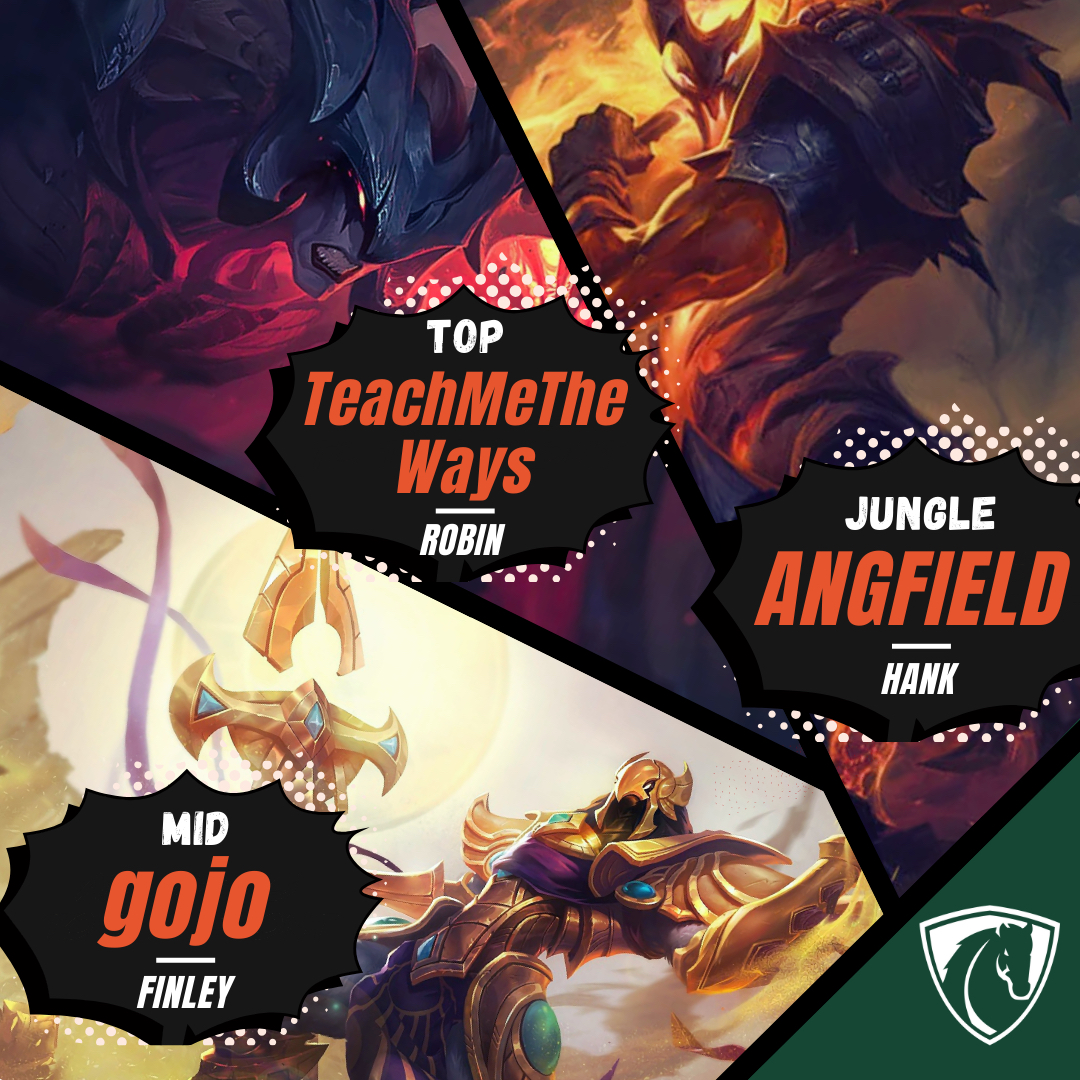 TOP
TeachMeThe
Ways
ROBIN
JUNGLE
ANGFIELD
HANK
MID
gojo
FINLEY